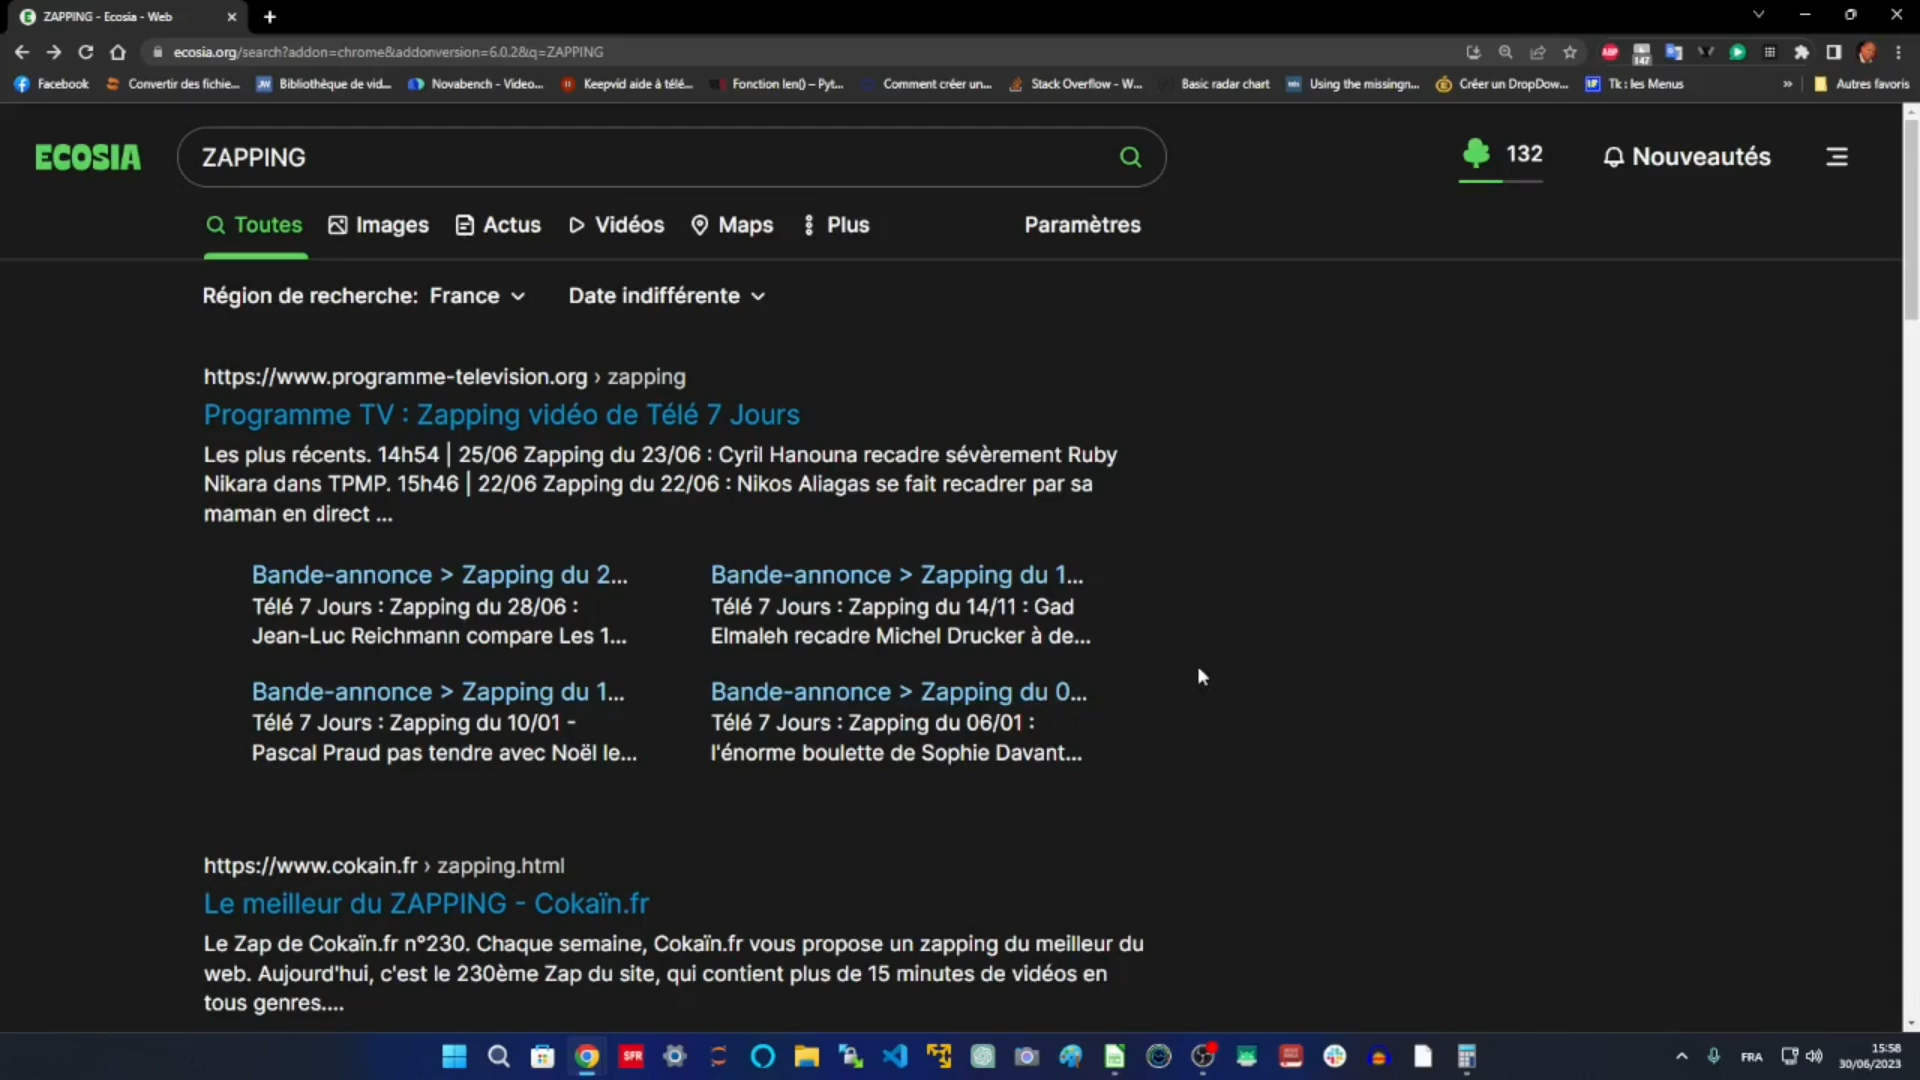 ZAPPING - Ecosia - Web
ecosia.org/search?addon=chrome&addonversion=6.0.2&q=ZAPPING
147
Facebook
Convertir des fichie...
Bibliothèque de vid...
Novabench - Video...
Keepvid aide à télé...
Fonction len() – Pyt...
Comment créer un...
Stack Overflow - W...
Basic radar chart
Using the missingn...
Créer un DropDow...
Tk : les Menus
»
Autres favoris
ECOSIA
ZAPPING
132
Nouveautés
Toutes
Images
Actus
Vidéos
Maps
Plus
Paramètres
Région de recherche: France
Date indifférente
https://www.programme-television.org › zapping
Programme TV : Zapping vidéo de Télé 7 Jours
Les plus récents. 14h54 | 25/06 Zapping du 23/06 : Cyril Hanouna recadre sévèrement Ruby
Nikara dans TPMP. 15h46 | 22/06 Zapping du 22/06 : Nikos Aliagas se fait recadrer par sa
maman en direct ...
Bande-annonce > Zapping du 2...
Télé 7 Jours : Zapping du 28/06 :
Jean-Luc Reichmann compare Les 1...
Bande-annonce > Zapping du 1...
Télé 7 Jours : Zapping du 14/11 : Gad
Elmaleh recadre Michel Drucker à de...
Bande-annonce > Zapping du 1...
Télé 7 Jours : Zapping du 10/01 -
Pascal Praud pas tendre avec Noël le...
Bande-annonce > Zapping du 0...
Télé 7 Jours : Zapping du 06/01 :
l'énorme boulette de Sophie Davant...
https://www.cokain.fr › zapping.html
Le meilleur du ZAPPING - Cokaïn.fr
Le Zap de Cokaïn.fr n°230. Chaque semaine, Cokaïn.fr vous propose un zapping du meilleur du
web. Aujourd'hui, c'est le 230ème Zap du site, qui contient plus de 15 minutes de vidéos en
tous genres....
SFR
FRA
15:58
30/06/2023